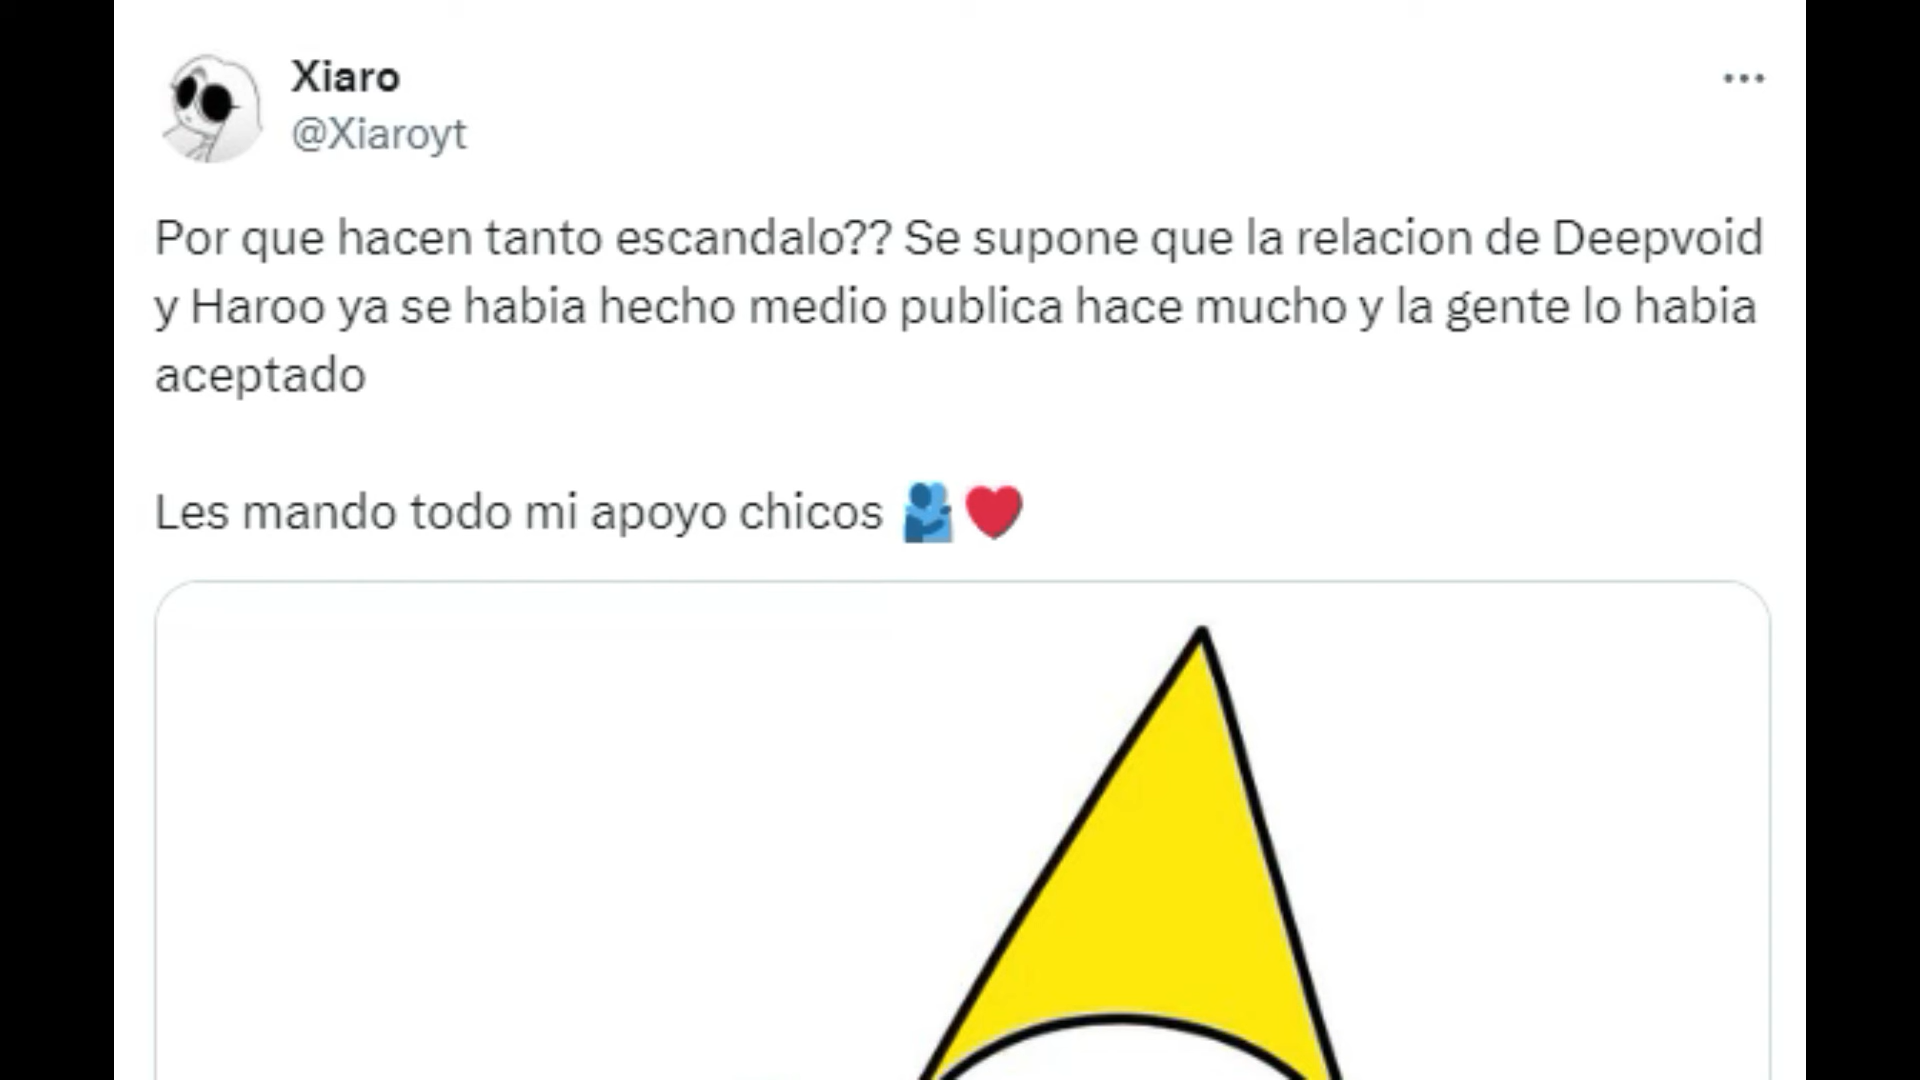 Xiaro
@Xiaroyt
Por que hacen tanto escandalo?? Se supone que la relacion de Deepvoid
y Haroo ya se habia hecho medio publica hace mucho y la gente lo habia
aceptado
Les mando todo mi apoyo chicos 🫂❤️